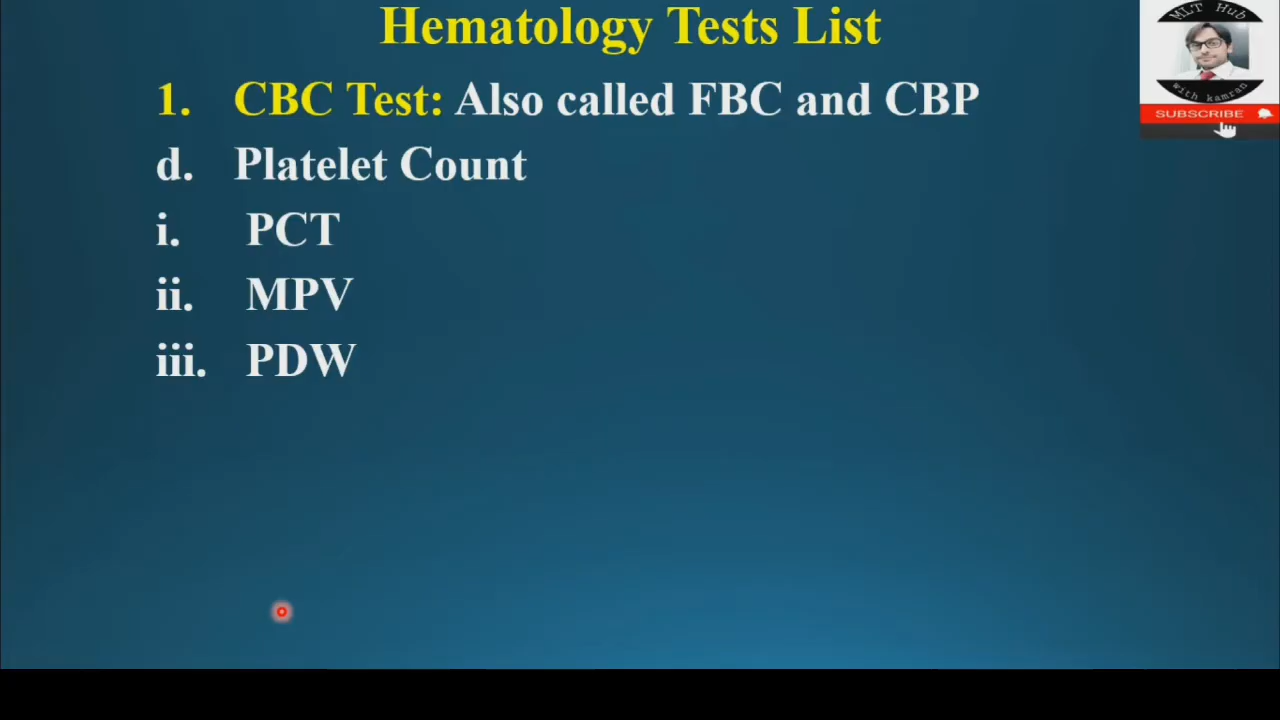 Hematology Tests List
1. CBC Test: Also called FBC and CBP
d. Platelet Count
i. PCT
ii. MPV
iii. PDW
MLT Hub
with kamran
SUBSCRIBE